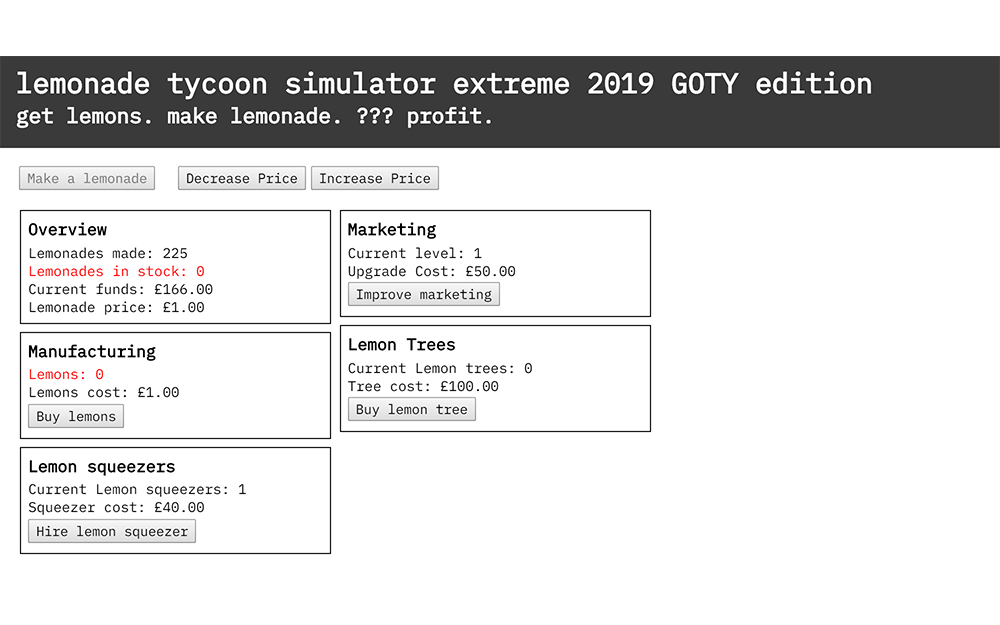 lemonade tycoon simulator extreme 2019 GOTY edition
get lemons. make lemonade. ??? profit.
Make a lemonade
Decrease Price
Increase Price
Overview
Lemonades made: 225
Lemonades in stock: 0
Current funds: £166.00
Lemonade price: £1.00
Manufacturing
Lemons: 0
Lemons cost: £1.00
Buy lemons
Lemon squeezers
Current Lemon squeezers: 1
Squeezer cost: £40.00
Hire lemon squeezer
Marketing
Current level: 1
Upgrade Cost: £50.00
Improve marketing
Lemon Trees
Current Lemon trees: 0
Tree cost: £100.00
Buy lemon tree